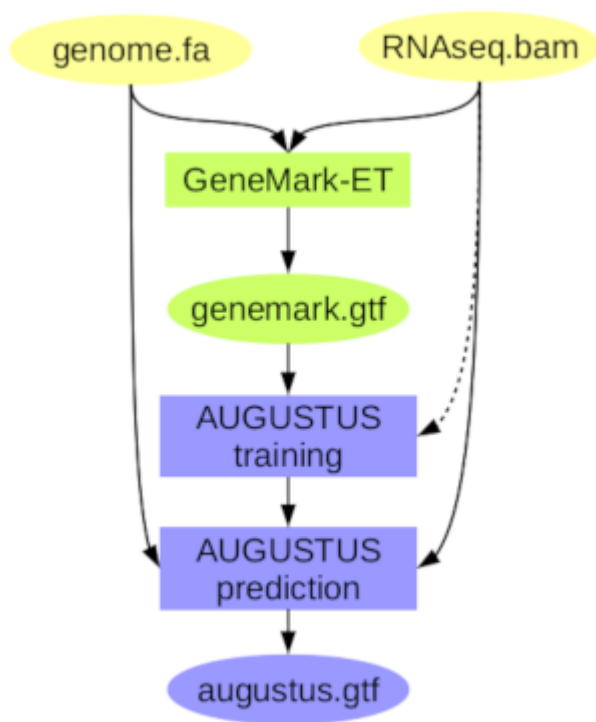 genome.fa
RNAseq.bam
GeneMark-ET
genemark.gtf
AUGUSTUS
training
AUGUSTUS
prediction
augustus.gtf